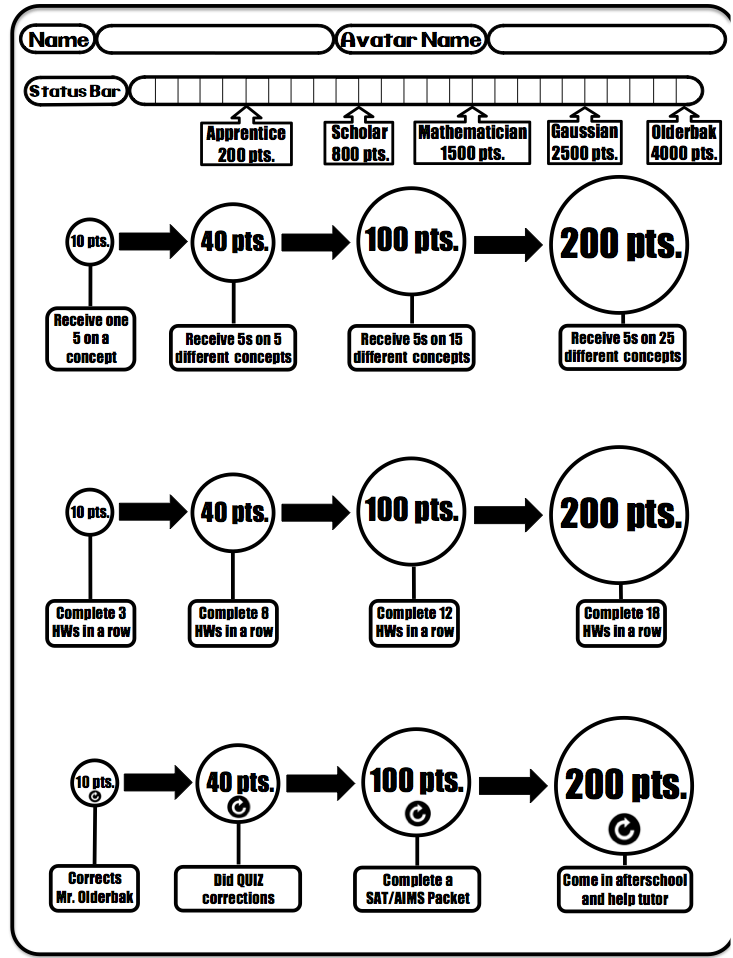 Name Avatar Name
Status Bar
Apprentice
200 pts.
Scholar
800 pts.
Mathematician
1500 pts.
Gaussian
2500 pts.
Olderbak
4000 pts.
10 pts.
40 pts.
100 pts.
200 pts.
Receive one
5 on a
concept
Receive 5s on 5
different concepts
Receive 5s on 15
different concepts
Receive 5s on 25
different concepts
10 pts.
40 pts.
100 pts.
200 pts.
Complete 3
HWs in a row
Complete 8
HWs in a row
Complete 12
HWs in a row
Complete 18
HWs in a row
10 pts.
40 pts.
100 pts.
200 pts.
Corrects
Mr. Olderbak
Did QUIZ
corrections
Complete a
SAT/AIMS Packet
Come in afterschool
and help tutor